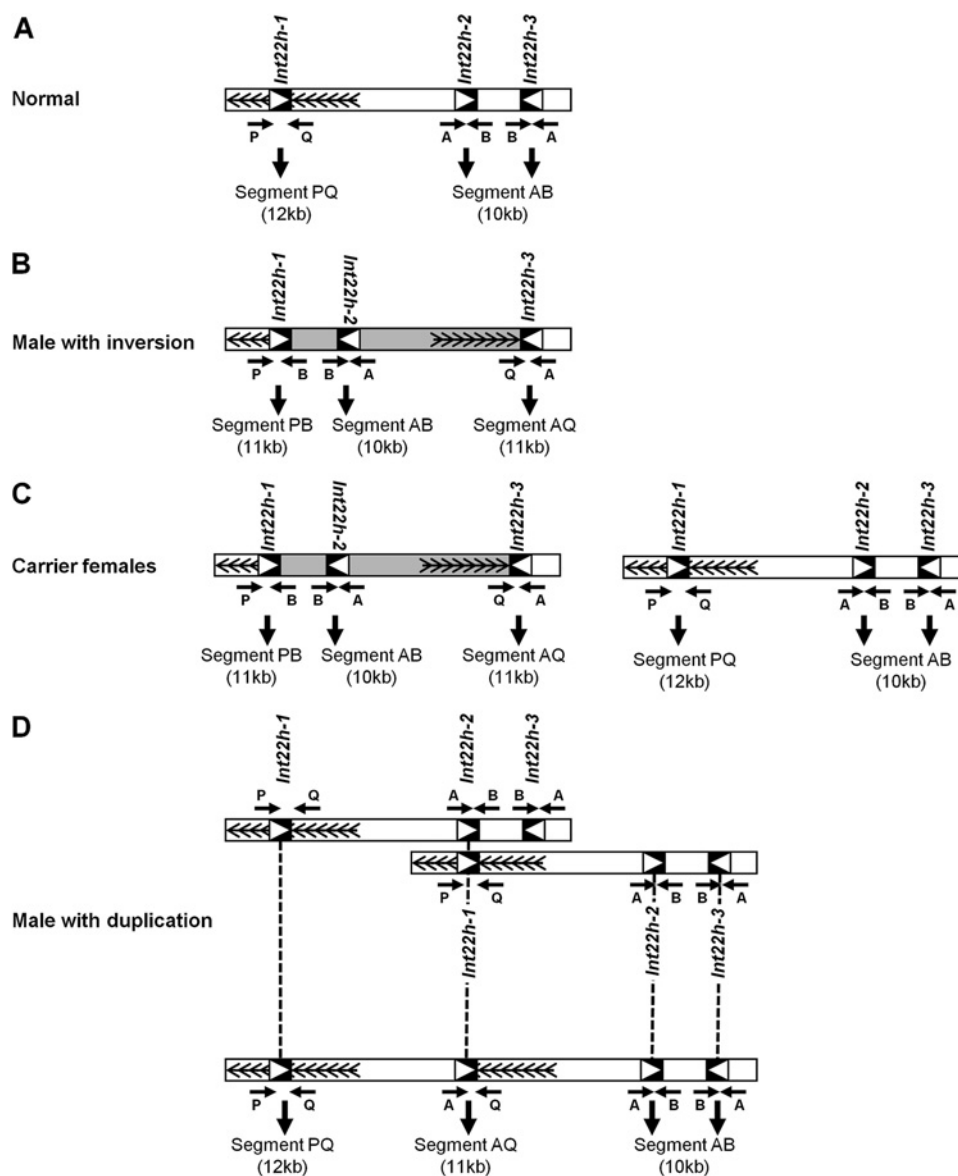 A
Normal
Int22h-1
Int22h-2
Int22h-3
P Q A B B A
Segment PQ
(12kb)
Segment AB
(10kb)
B
Male with inversion
Int22h-1
Int22h-2
Int22h-3
P B B A Q A
Segment PB
(11kb)
Segment AB
(10kb)
Segment AQ
(11kb)
C
Carrier females
Int22h-1
Int22h-2
Int22h-3
P B B A Q A
Segment PB
(11kb)
Segment AB
(10kb)
Segment AQ
(11kb)
Int22h-1
Int22h-2
Int22h-3
P Q A B B A
Segment PQ
(12kb)
Segment AB
(10kb)
D
Male with duplication
Int22h-1
Int22h-2
Int22h-3
P Q A B B A
P Q A B B A
Int22h-1
Int22h-2
Int22h-3
P Q A Q A B B A
Segment PQ
(12kb)
Segment AQ
(11kb)
Segment AB
(10kb)